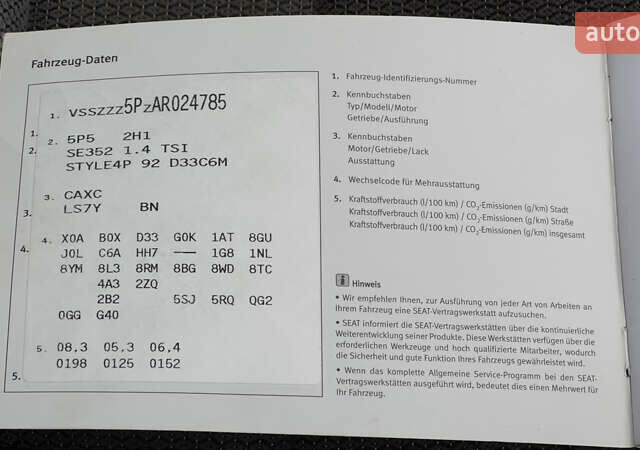 auto
Fahrzeug-Daten
1. VSSZZZ5PZAR024785
1.
2. 5P5 2H1
2. SE352 1.4 TSI
STYLE4P 92 D33C6M
3. CAXC
3. LS7Y BN
4. X0A B0X D33 G0K 1AT 8GU
4. J0L C6A HH7 —— 1G8 1NL
8YM 8L3 8RM 8BG 8WD 8TC
4A3 2ZQ
2B2 5SJ 5RQ QG2
0GG G40
5. 08,3 05,3 06,4
0198 0125 0152
5.
1. Fahrzeug-Identifizierungs-Nummer
2. Kennbuchstaben
Typ/Modell/Motor
Getriebe/Ausführung
3. Kennbuchstaben
Motor/Getriebe/Lack
Ausstattung
4. Wechselcode für Mehrausstattung
5. Kraftstoffverbrauch (l/100 km) / CO₂-Emissionen (g/km) Stadt
Kraftstoffverbrauch (l/100 km) / CO₂-Emissionen (g/km) Straße
Kraftstoffverbrauch (l/100 km) / CO₂-Emissionen (g/km) insgesamt
i Hinweis
• Wir empfehlen Ihnen, zur Ausführung von jeder Art von Arbeiten an
Ihrem Fahrzeug eine SEAT-Vertragswerkstatt aufzusuchen.
• SEAT informiert die SEAT-Vertragswerkstätten über die kontinuierliche
Weiterentwicklung seiner Produkte. Diese Werkstätten verfügen über die
erforderlichen Werkzeuge und hoch qualifizierte Mitarbeiter, wodurch
die Sicherheit und gute Funktion Ihres Fahrzeugs gewährleistet wird.
• Wenn das komplette Allgemeine Service-Programm bei den SEAT-
Vertragswerkstätten ausgeführt wird, bedeutet dies einen Mehrwert für
Ihr Fahrzeug.